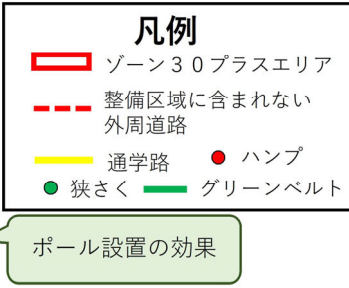 凡例
ゾーン３０プラスエリア
整備区域に含まれない
外周道路
通学路 ハンプ
狭さく グリーンベルト
ポール設置の効果